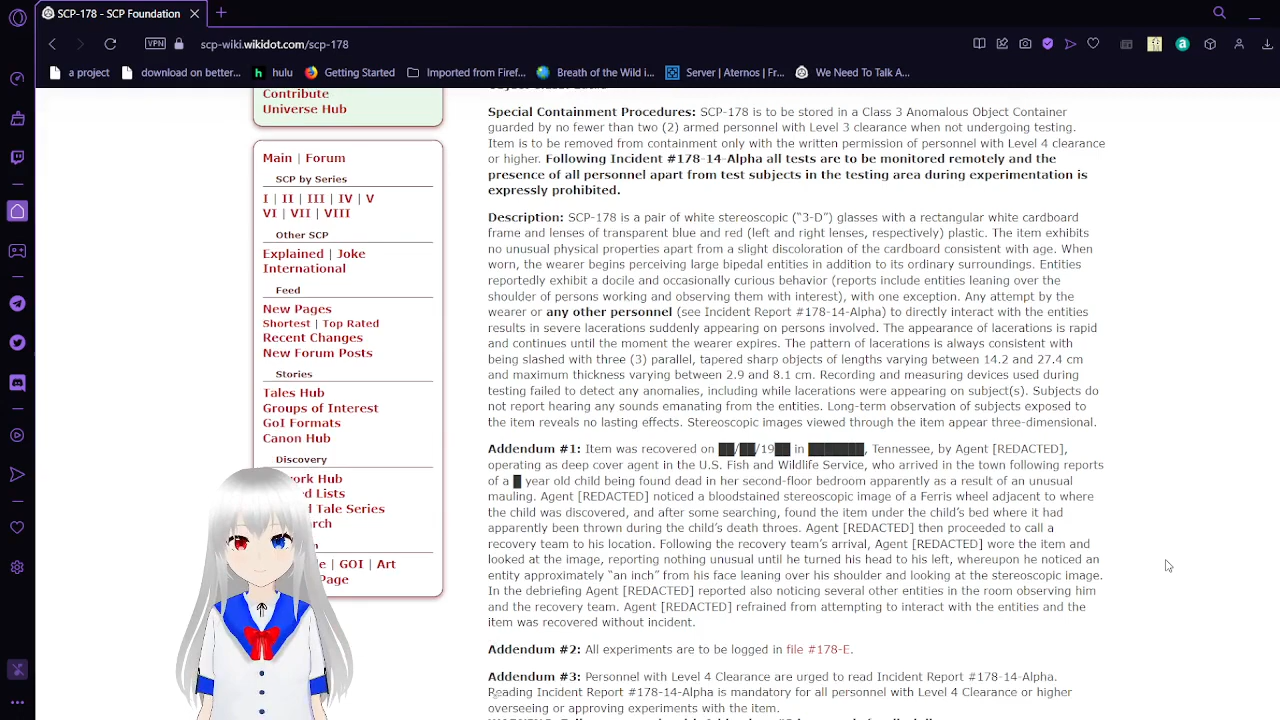 SCP-178 - SCP Foundation
VPN
scp-wiki.wikidot.com/scp-178
a project
download on better...
hulu
Getting Started
Imported from Firef...
Breath of the Wild i...
Server | Aternos | Fr...
We Need To Talk A...
Contribute
Universe Hub
Main | Forum
SCP by Series
I | II | III | IV | V
VI | VII | VIII
Other SCP
Explained | Joke
International
Feed
New Pages
Shortest | Top Rated
Recent Changes
New Forum Posts
Stories
Tales Hub
Groups of Interest
GoI Formats
Canon Hub
Discovery
ork Hub
d Lists
d Tale Series
rch
| GOI | Art
Page
Special Containment Procedures: SCP-178 is to be stored in a Class 3 Anomalous Object Container
guarded by no fewer than two (2) armed personnel with Level 3 clearance when not undergoing testing.
Item is to be removed from containment only with the written permission of personnel with Level 4 clearance
or higher. Following Incident #178-14-Alpha all tests are to be monitored remotely and the
presence of all personnel apart from test subjects in the testing area during experimentation is
expressly prohibited.
Description: SCP-178 is a pair of white stereoscopic (“3-D”) glasses with a rectangular white cardboard
frame and lenses of transparent blue and red (left and right lenses, respectively) plastic. The item exhibits
no unusual physical properties apart from a slight discoloration of the cardboard consistent with age. When
worn, the wearer begins perceiving large bipedal entities in addition to its ordinary surroundings. Entities
reportedly exhibit a docile and occasionally curious behavior (reports include entities leaning over the
shoulder of persons working and observing them with interest), with one exception. Any attempt by the
wearer or any other personnel (see Incident Report #178-14-Alpha) to directly interact with the entities
results in severe lacerations suddenly appearing on persons involved. The appearance of lacerations is rapid
and continues until the moment the wearer expires. The pattern of lacerations is always consistent with
being slashed with three (3) parallel, tapered sharp objects of lengths varying between 14.2 and 27.4 cm
and maximum thickness varying between 2.9 and 8.1 cm. Recording and measuring devices used during
testing failed to detect any anomalies, including while lacerations were appearing on subject(s). Subjects do
not report hearing any sounds emanating from the entities. Long-term observation of subjects exposed to
the item reveals no lasting effects. Stereoscopic images viewed through the item appear three-dimensional.
Addendum #1: Item was recovered on ██/██/19██ in ███████, Tennessee, by Agent [REDACTED],
operating as deep cover agent in the U.S. Fish and Wildlife Service, who arrived in the town following reports
of a █ year old child being found dead in her second-floor bedroom apparently as a result of an unusual
mauling. Agent [REDACTED] noticed a bloodstained stereoscopic image of a Ferris wheel adjacent to where
the child was discovered, and after some searching, found the item under the child’s bed where it had
apparently been thrown during the child’s death throes. Agent [REDACTED] then proceeded to call a
recovery team to his location. Following the recovery team’s arrival, Agent [REDACTED] wore the item and
looked at the image, reporting nothing unusual until he turned his head to his left, whereupon he noticed an
entity approximately “an inch” from his face leaning over his shoulder and looking at the stereoscopic image.
In the debriefing Agent [REDACTED] reported also noticing several other entities in the room observing him
and the recovery team. Agent [REDACTED] refrained from attempting to interact with the entities and the
item was recovered without incident.
Addendum #2: All experiments are to be logged in file #178-E.
Addendum #3: Personnel with Level 4 Clearance are urged to read Incident Report #178-14-Alpha.
Reading Incident Report #178-14-Alpha is mandatory for all personnel with Level 4 Clearance or higher
overseeing or approving experiments with the item.